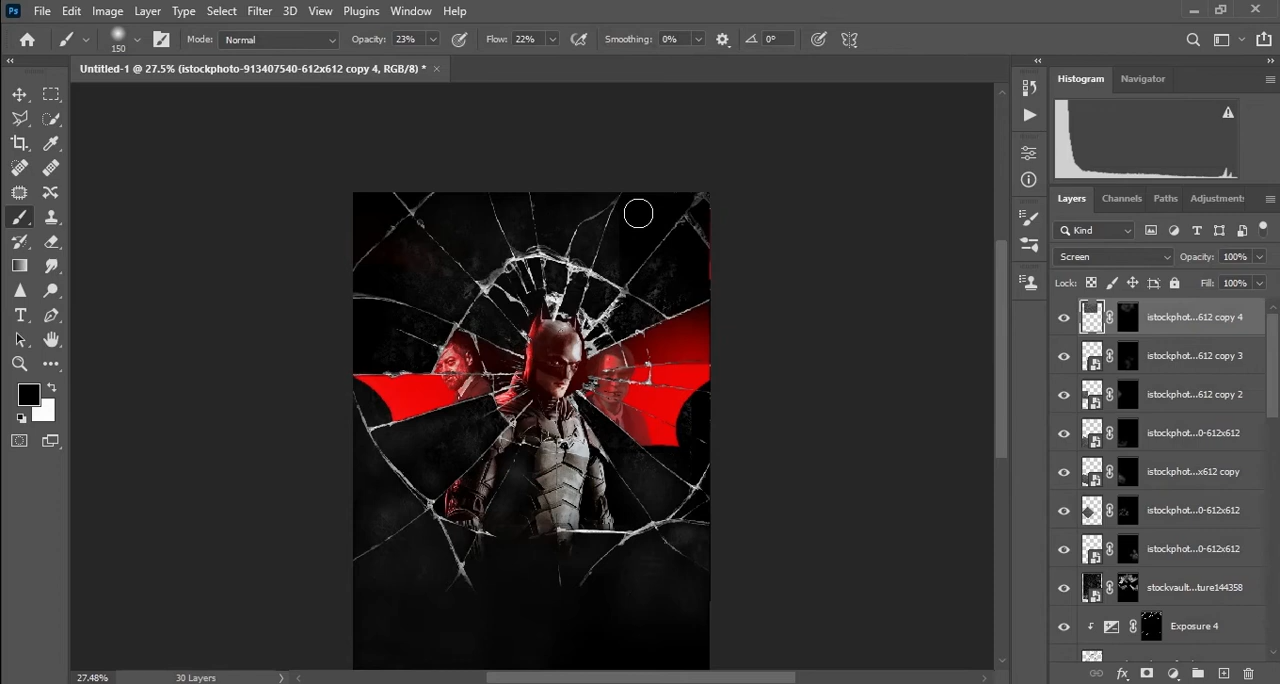 Ps File Edit Image Layer Type Select Filter 3D View Plugins Window Help
150 Mode: Normal Opacity: 23% Flow: 22% Smoothing: 0% 0°
Untitled-1 @ 27.5% (istockphoto-913407540-612x612 copy 4, RGB/8) * ×
Histogram Navigator
Layers Channels Paths Adjustment:
Kind
Screen Opacity: 100%
Lock: Fill: 100%
istockphot...612 copy 4
istockphot...612 copy 3
istockphot...612 copy 2
istockphot...0-612x612
istockphot...x612 copy
istockphot...0-612x612
istockphot...0-612x612
stockvault...ture144358
Exposure 4
27.48% 30 Layers
fx